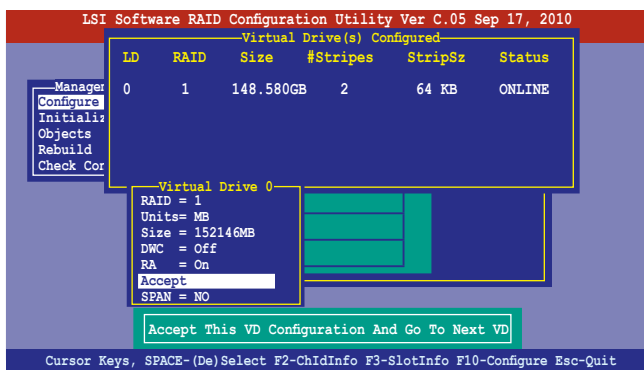 LSI Software RAID Configuration Utility Ver C.05 Sep 17, 2010
Virtual Drive(s) Configured
LD RAID Size #Stripes StripSz Status
0 1 148.580GB 2 64 KB ONLINE
Managem
Configure
Initializ
Objects
Rebuild
Check Con
Virtual Drive 0
RAID = 1
Units= MB
Size = 152146MB
DWC = Off
RA = On
Accept
SPAN = NO
Accept This VD Configuration And Go To Next VD
Cursor Keys, SPACE-(De)Select F2-ChIdInfo F3-SlotInfo F10-Configure Esc-Quit